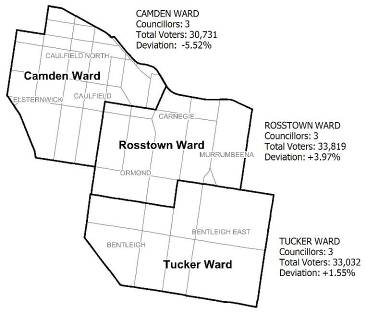 CAMDEN WARD
Councillors: 3
Total Voters: 30,731
Deviation: -5.52%
CAULFIELD NORTH
Camden Ward
ELSTERNWICK
CAULFIELD
CARNEGIE
ROSSTOWN WARD
Councillors: 3
Total Voters: 33,819
Deviation: +3.97%
Rosstown Ward
MURRUMBEENA
ORMOND
BENTLEIGH EAST
BENTLEIGH
TUCKER WARD
Councillors: 3
Total Voters: 33,032
Deviation: +1.55%
Tucker Ward